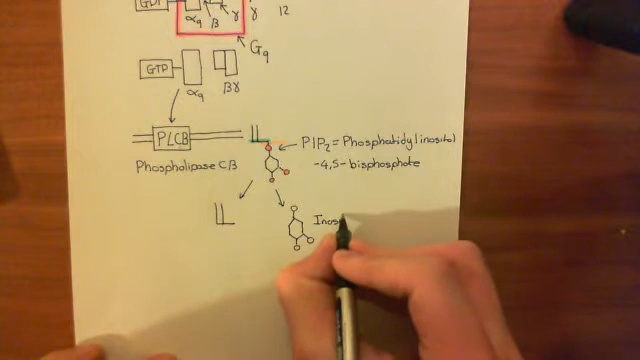 GDP
αq β γ γ 12
Gq
GTP
αq βγ
PLCβ
PIP2 = Phosphatidylinositol
-4,5-bisphosphate
Phospholipase Cβ
Inos